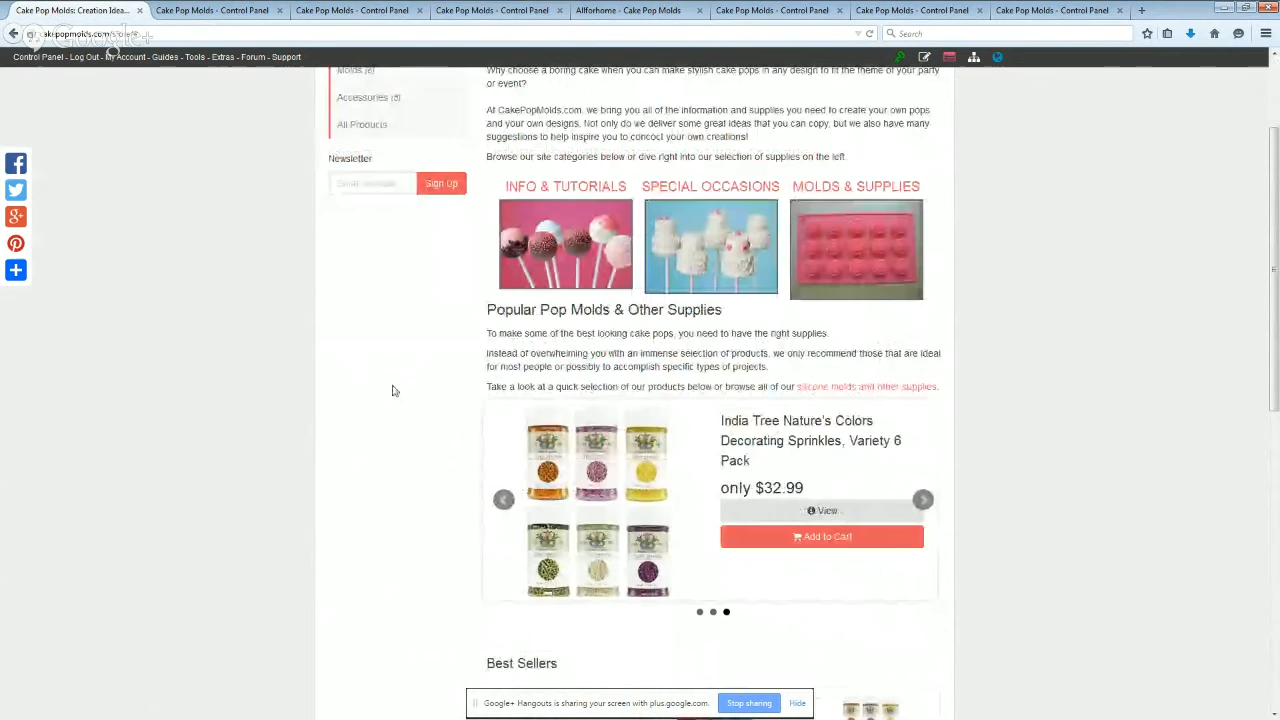 Cake Pop Molds: Creation Idea...
Cake Pop Molds - Control Panel
Cake Pop Molds - Control Panel
Cake Pop Molds - Control Panel
Allforhome - Cake Pop Molds
Cake Pop Molds - Control Panel
Cake Pop Molds - Control Panel
Cake Pop Molds - Control Panel
Google+
Search
Control Panel - Log Out - My Account - Guides - Tools - Extras - Forum - Support
Molds (6)
Accessories (8)
All Products
Newsletter
Sign Up
Why choose a boring cake when you can make stylish cake pops in any design to fit the theme of your party
or event?
At CakePopMolds.com, we bring you all of the information and supplies you need to create your own pops
and your own designs. Not only do we deliver some great ideas that you can copy, but we also have many
suggestions to help inspire you to concoct your own creations!
Browse our site categories below or dive right into our selection of supplies on the left.
INFO & TUTORIALS
SPECIAL OCCASIONS
MOLDS & SUPPLIES
Popular Pop Molds & Other Supplies
To make some of the best looking cake pops, you need to have the right supplies.
Instead of overwhelming you with an immense selection of products, we only recommend those that are ideal
for most people or possibly to accomplish specific types of projects.
Take a look at a quick selection of our products below or browse all of our silicone molds and other supplies.
India Tree Nature's Colors
Decorating Sprinkles, Variety 6
Pack
only $32.99
View
Add to Cart
Best Sellers
Google+ Hangouts is sharing your screen with plus.google.com.
Stop sharing
Hide